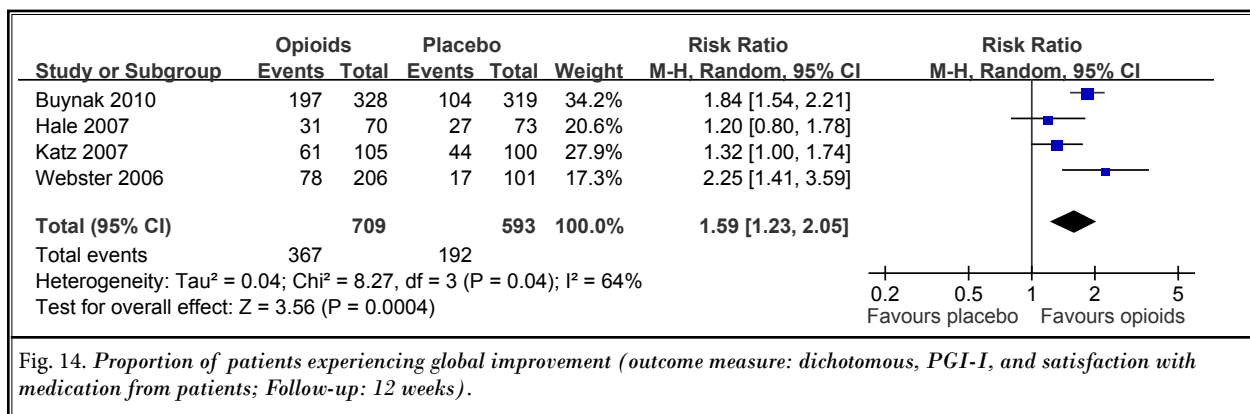 Opioids Placebo Risk Ratio Risk Ratio
Study or Subgroup Events Total Events Total Weight M-H, Random, 95% CI M-H, Random, 95% CI
Buynak 2010 197 328 104 319 34.2% 1.84 [1.54, 2.21]
Hale 2007 31 70 27 73 20.6% 1.20 [0.80, 1.78]
Katz 2007 61 105 44 100 27.9% 1.32 [1.00, 1.74]
Webster 2006 78 206 17 101 17.3% 2.25 [1.41, 3.59]
Total (95% CI) 709 593 100.0% 1.59 [1.23, 2.05]
Total events 367 192
Heterogeneity: Tau² = 0.04; Chi² = 8.27, df = 3 (P = 0.04); I² = 64%
Test for overall effect: Z = 3.56 (P = 0.0004)
0.2 0.5 1 2 5
Favours placebo Favours opioids
Fig. 14. Proportion of patients experiencing global improvement (outcome measure: dichotomous, PGI-I, and satisfaction with
medication from patients; Follow-up: 12 weeks).